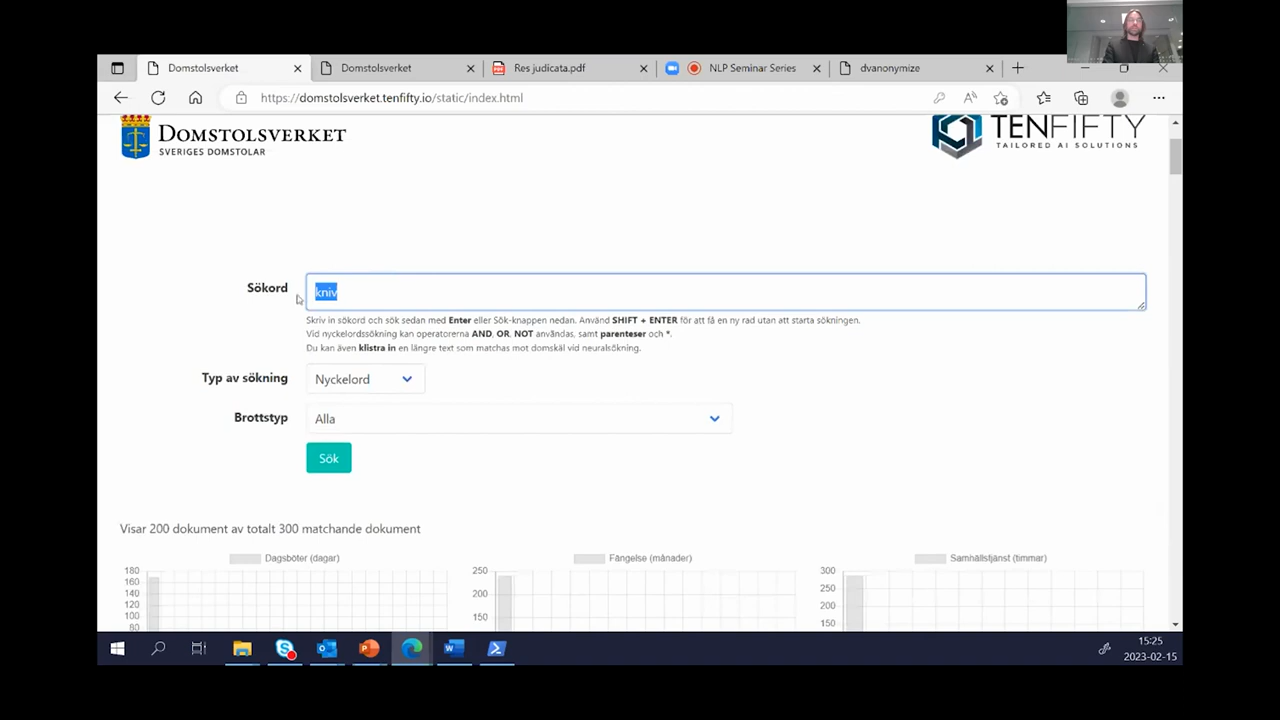 Domstolsverket
Domstolsverket
Res judicata.pdf
NLP Seminar Series
dvanonymize
https://domstolsverket.tenfifty.io/static/index.html
DOMSTOLSVERKET
SVERIGES DOMSTOLAR
TENFIFTY
TAILORED AI SOLUTIONS
Sökord
kniv
Skriv in sökord och sök sedan med Enter eller Sök-knappen nedan. Använd SHIFT + ENTER för att få en ny rad utan att starta sökningen.
Vid nyckelordssökning kan operatorerna AND, OR, NOT användas, samt parenteser och *.
Du kan även klistra in en längre text som matchas mot domskäl vid neuralsökning.
Typ av sökning
Nyckelord
Brottstyp
Alla
Sök
Visar 200 dokument av totalt 300 matchande dokument
Dagsböter (dagar)
180
160
140
120
100
80
Fängelse (månader)
250
200
150
Samhällstjänst (timmar)
300
250
200
150
15:25
2023-02-15